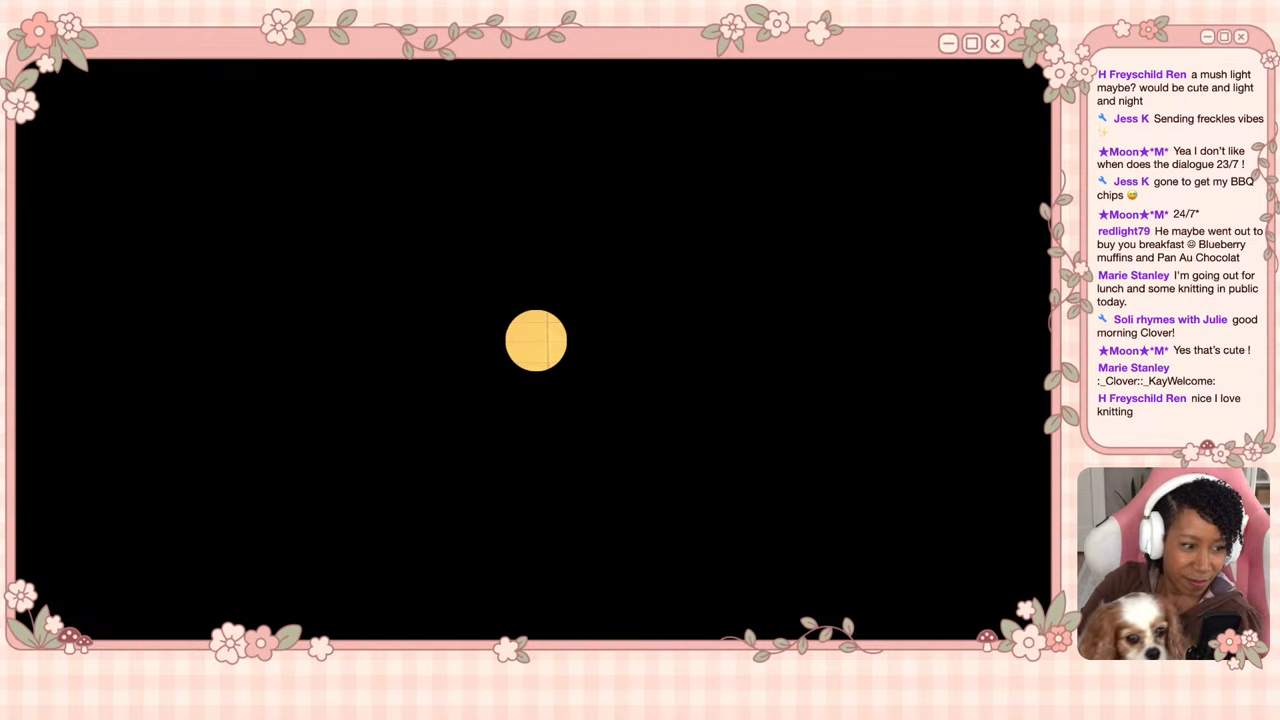 H Freyschild Ren a mush light
maybe? would be cute and light
and night
Jess K Sending freckles vibes
✨
★Moon★*M* Yea I don't like
when does the dialogue 23/7 !
Jess K gone to get my BBQ
chips 🤣
★Moon★*M* 24/7*
redlight79 He maybe went out to
buy you breakfast ☺ Blueberry
muffins and Pan Au Chocolat
Marie Stanley I'm going out for
lunch and some knitting in public
today.
Soli rhymes with Julie good
morning Clover!
★Moon★*M* Yes that's cute !
Marie Stanley
:_Clover::_KayWelcome:
H Freyschild Ren nice I love
knitting